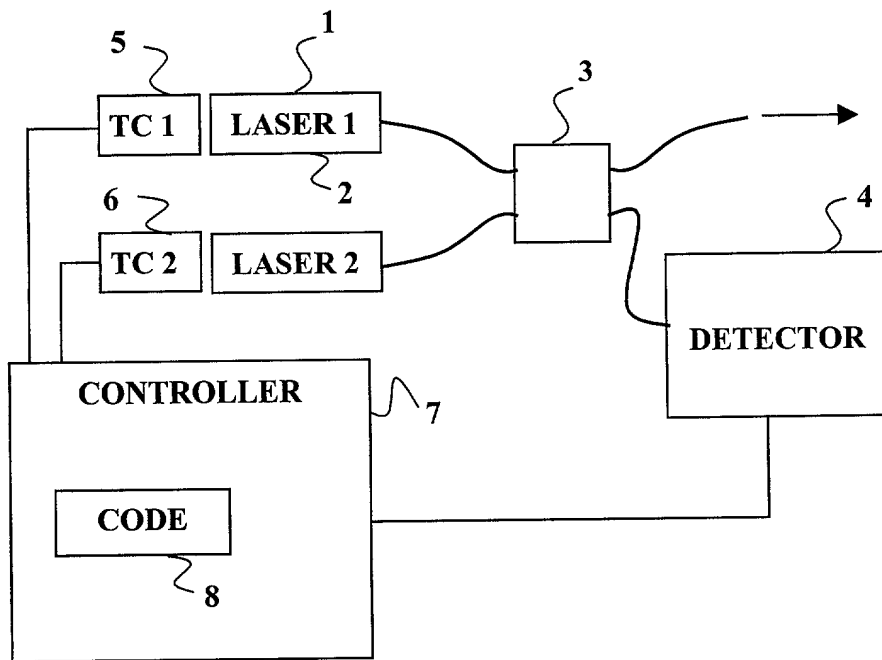 5
1
3
TC 1
LASER 1
2
6
4
TC 2
LASER 2
DETECTOR
CONTROLLER
7
CODE
8